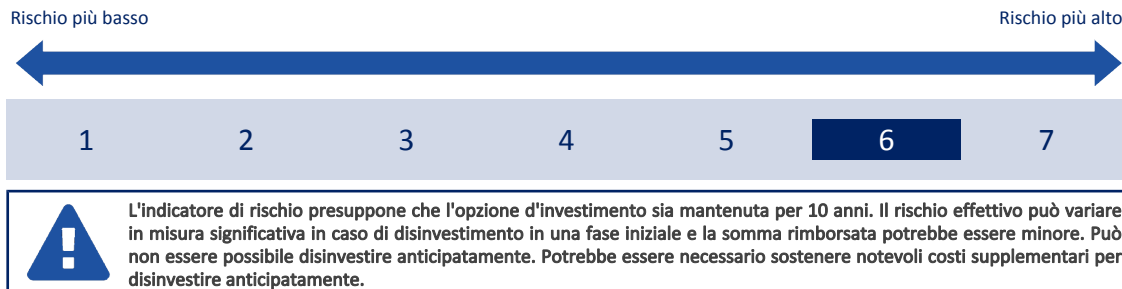 Rischio più basso Rischio più alto
1 2 3 4 5 6 7
L'indicatore di rischio presuppone che l'opzione d'investimento sia mantenuta per 10 anni. Il rischio effettivo può variare
in misura significativa in caso di disinvestimento in una fase iniziale e la somma rimborsata potrebbe essere minore. Può
non essere possibile disinvestire anticipatamente. Potrebbe essere necessario sostenere notevoli costi supplementari per
disinvestire anticipatamente.